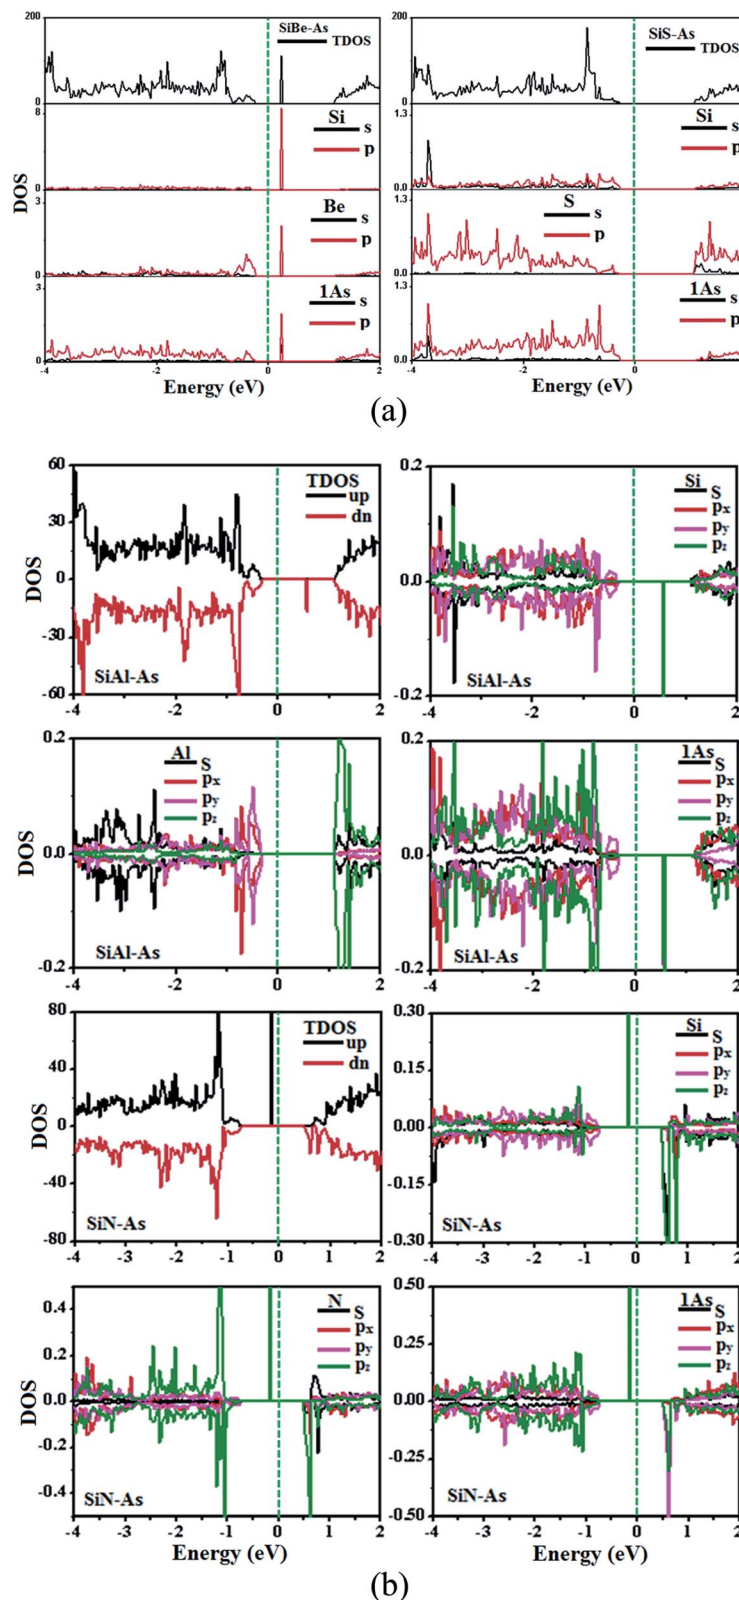 200
SiBe-As
TDOS
0
8
Si
s
p
0
3
Be
s
p
0
3
1As
s
p
0
-4 -2 0 2
Energy (eV)
DOS
200
SiS-As
TDOS
0
1.3
Si
s
p
0.0
1.3
S
s
p
0.0
1.3
1As
s
p
0.0
-4 -2 0 2
Energy (eV)
(a)
60
30
0
-30
-60
DOS
TDOS
up
dn
SiAl-As
-4 -2 0 2
0.2
0.0
-0.2
Si
S
px
py
pz
SiAl-As
-4 -2 0 2
0.2
0.0
-0.2
DOS
Al
S
px
py
pz
SiAl-As
-4 -2 0 2
0.2
0.0
-0.2
1As
S
px
py
pz
SiAl-As
-4 -2 0 2
80
40
0
-40
-80
DOS
TDOS
up
dn
SiN-As
-4 -3 -2 -1 0 1 2
0.30
0.15
0.00
-0.15
-0.30
Si
S
px
py
pz
SiN-As
-4 -3 -2 -1 0 1 2
0.4
0.2
0.0
-0.2
-0.4
DOS
N
S
px
py
pz
SiN-As
-4 -3 -2 -1 0 1 2
Energy (eV)
0.50
0.25
0.00
-0.25
-0.50
1As
S
px
py
pz
SiN-As
-4 -3 -2 -1 0 1 2
Energy (eV)
(b)